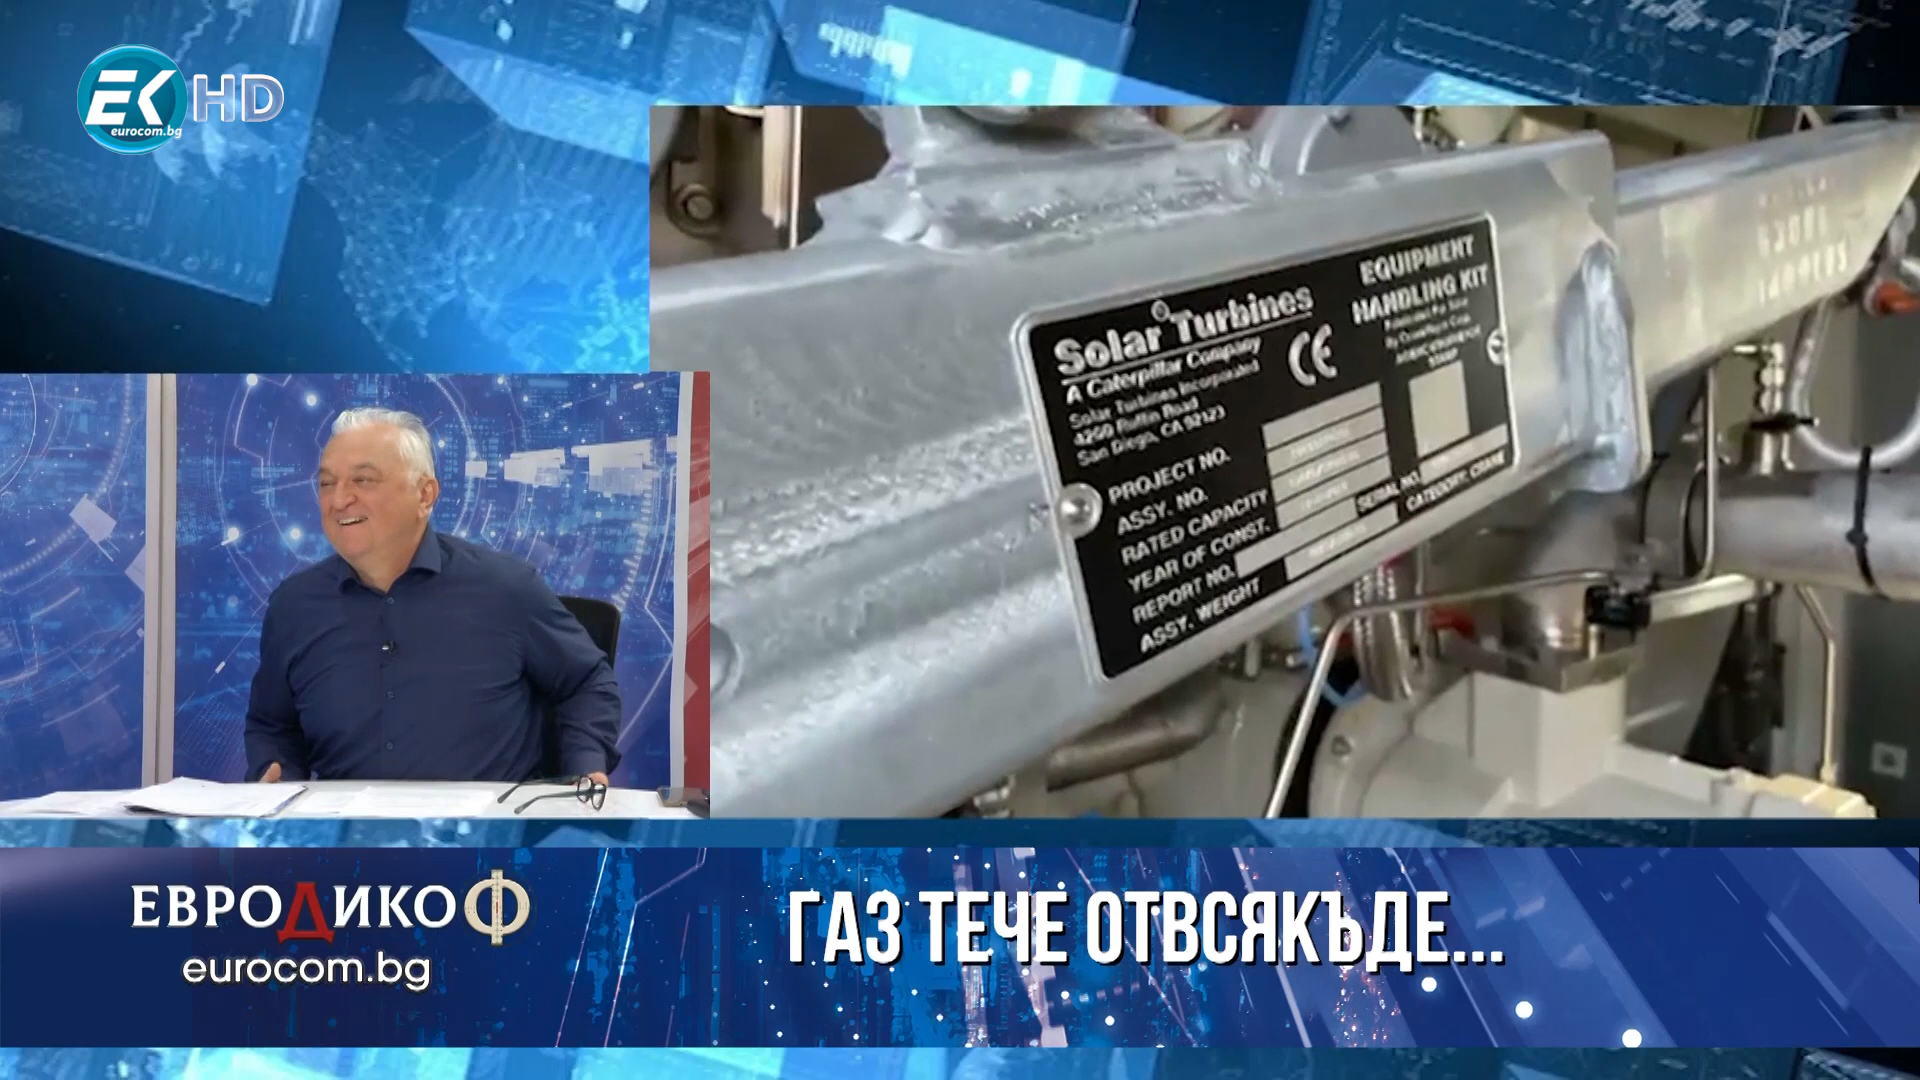 EK HD
eurocom.bg
Solar Turbines
A Caterpillar Company
Solar Turbines Incorporated
4200 Ruffin Road
San Diego, CA 92123
CE
EQUIPMENT
HANDLING KIT
PROJECT NO.
ASSY. NO.
RATED CAPACITY
YEAR OF CONST.
SERIAL NO.
REPORT NO.
CATEGORY: CRANE
ASSY. WEIGHT
ЕВРОДИКОФ
eurocom.bg
ГАЗ ТЕЧЕ ОТВСЯКЪДЕ...